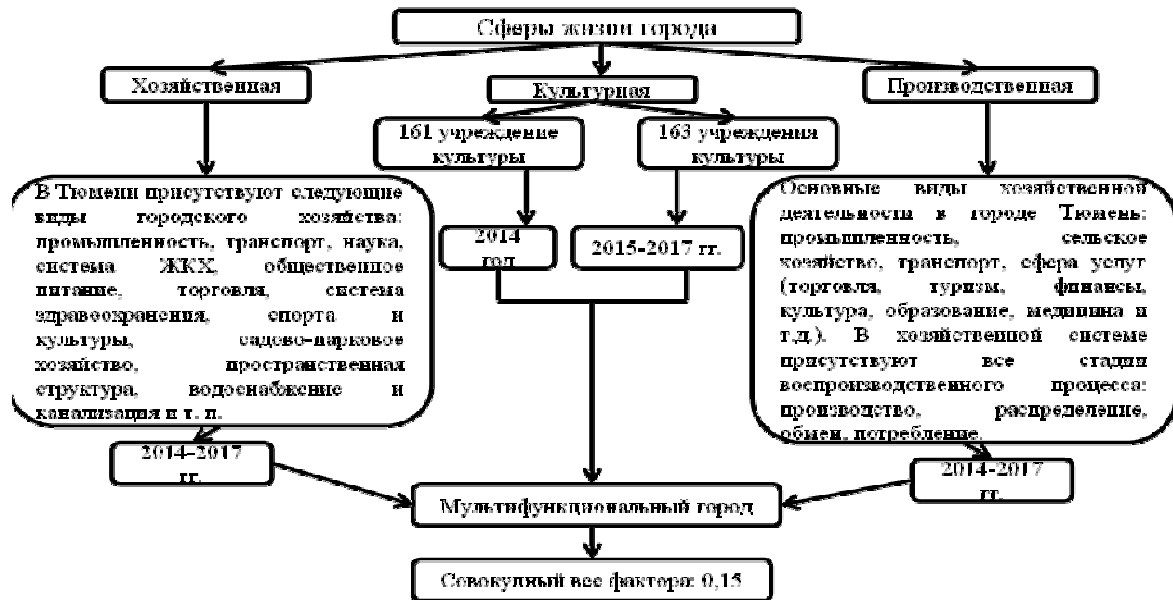 Сферы жизни города
Хозяйственная
Культурная
Производственная
161 учреждение
культуры
163 учреждения
культуры
В Тюмени присутствуют следующие
виды городского хозяйства:
промышленность, транспорт, наука,
система ЖКХ, общественное
питание, торговля, система
здравоохранения, спорта и
культуры, садово-парковое
хозяйство, пространственная
структура, водоснабжение и
канализация и т. п.
2014
год
2015-2017 гг.
Основные виды хозяйственной
деятельности в городе Тюмень:
промышленность, сельское
хозяйство, транспорт, сфера услуг
(торговля, туризм, финансы,
культура, образование, медицина и
т.д.). В хозяйственной системе
присутствуют все стадии
воспроизводственного процесса:
производство, распределение,
обмен, потребление.
2014-2017
гг.
2014-2017
гг.
Мультифункциональный город
Совокупный вес фактора: 0,15